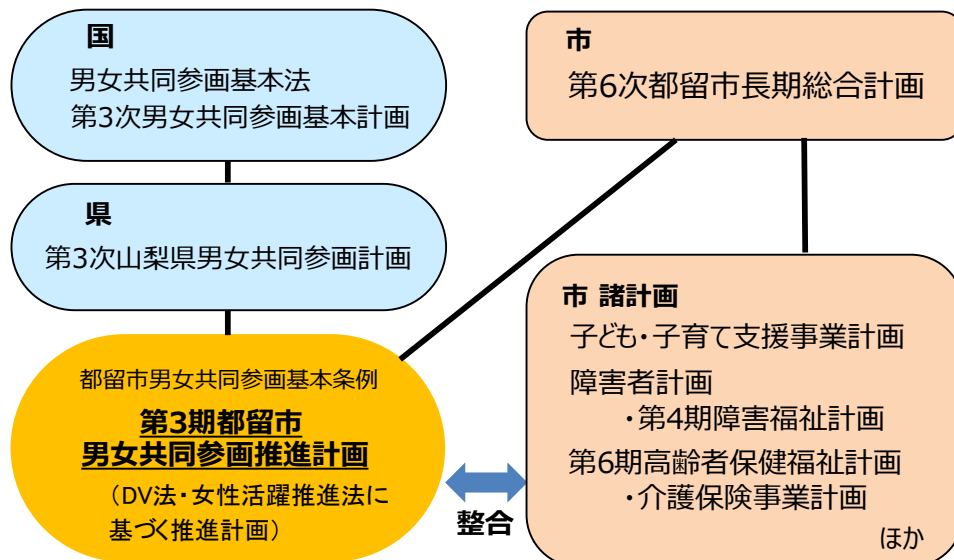 国
男女共同参画基本法
第3次男女共同参画基本計画
県
第3次山梨県男女共同参画計画
都留市男女共同参画基本条例
第3期都留市
男女共同参画推進計画
（DV法・女性活躍推進法に
基づく推進計画）
整合
市
第6次都留市長期総合計画
市 諸計画
子ども・子育て支援事業計画
障害者計画
・第4期障害福祉計画
第6期高齢者保健福祉計画
・介護保険事業計画
ほか